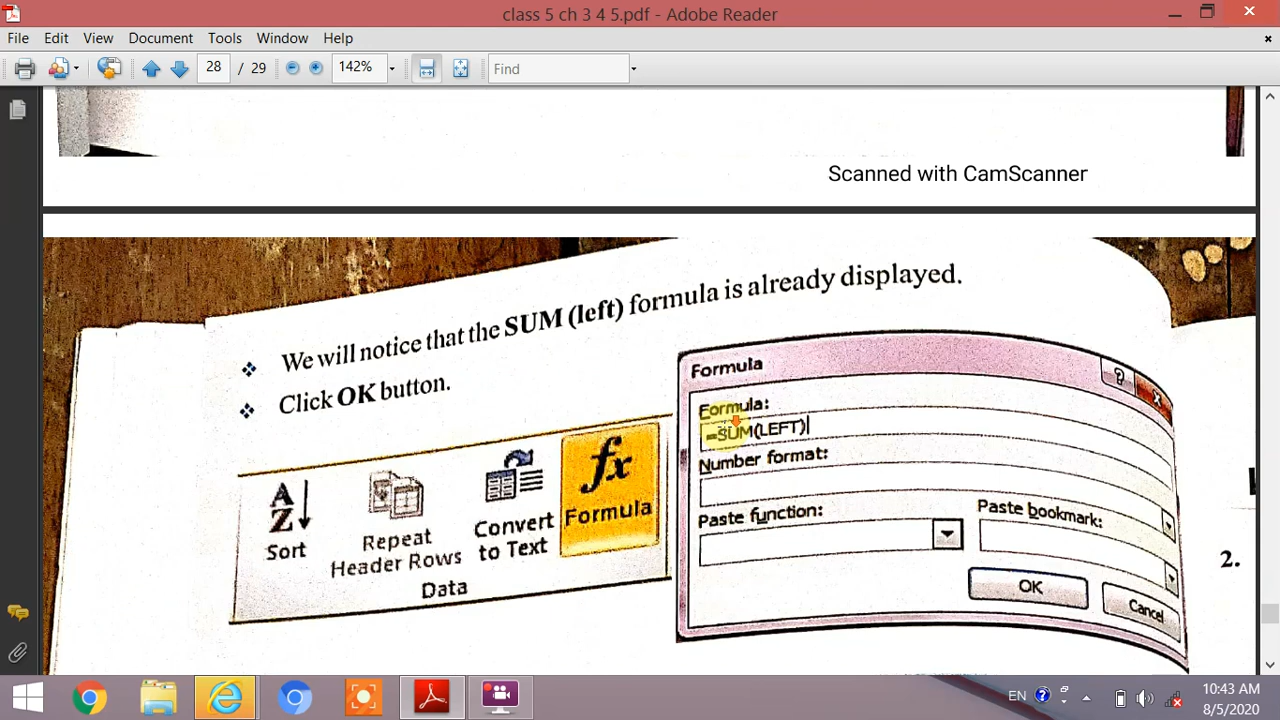 class 5 ch 3 4 5.pdf - Adobe Reader
File Edit View Document Tools Window Help
28 / 29 142% Find
Scanned with CamScanner
We will notice that the SUM (left) formula is already displayed.
Click OK button.
Formula
?
Formula:
=SUM(LEFT)
Number format:
Paste function:
Paste bookmark:
OK
Cancel
A
Z
Sort
Repeat
Header Rows
Convert
to Text
fx
Formula
Data
2.
EN
10:43 AM
8/5/2020